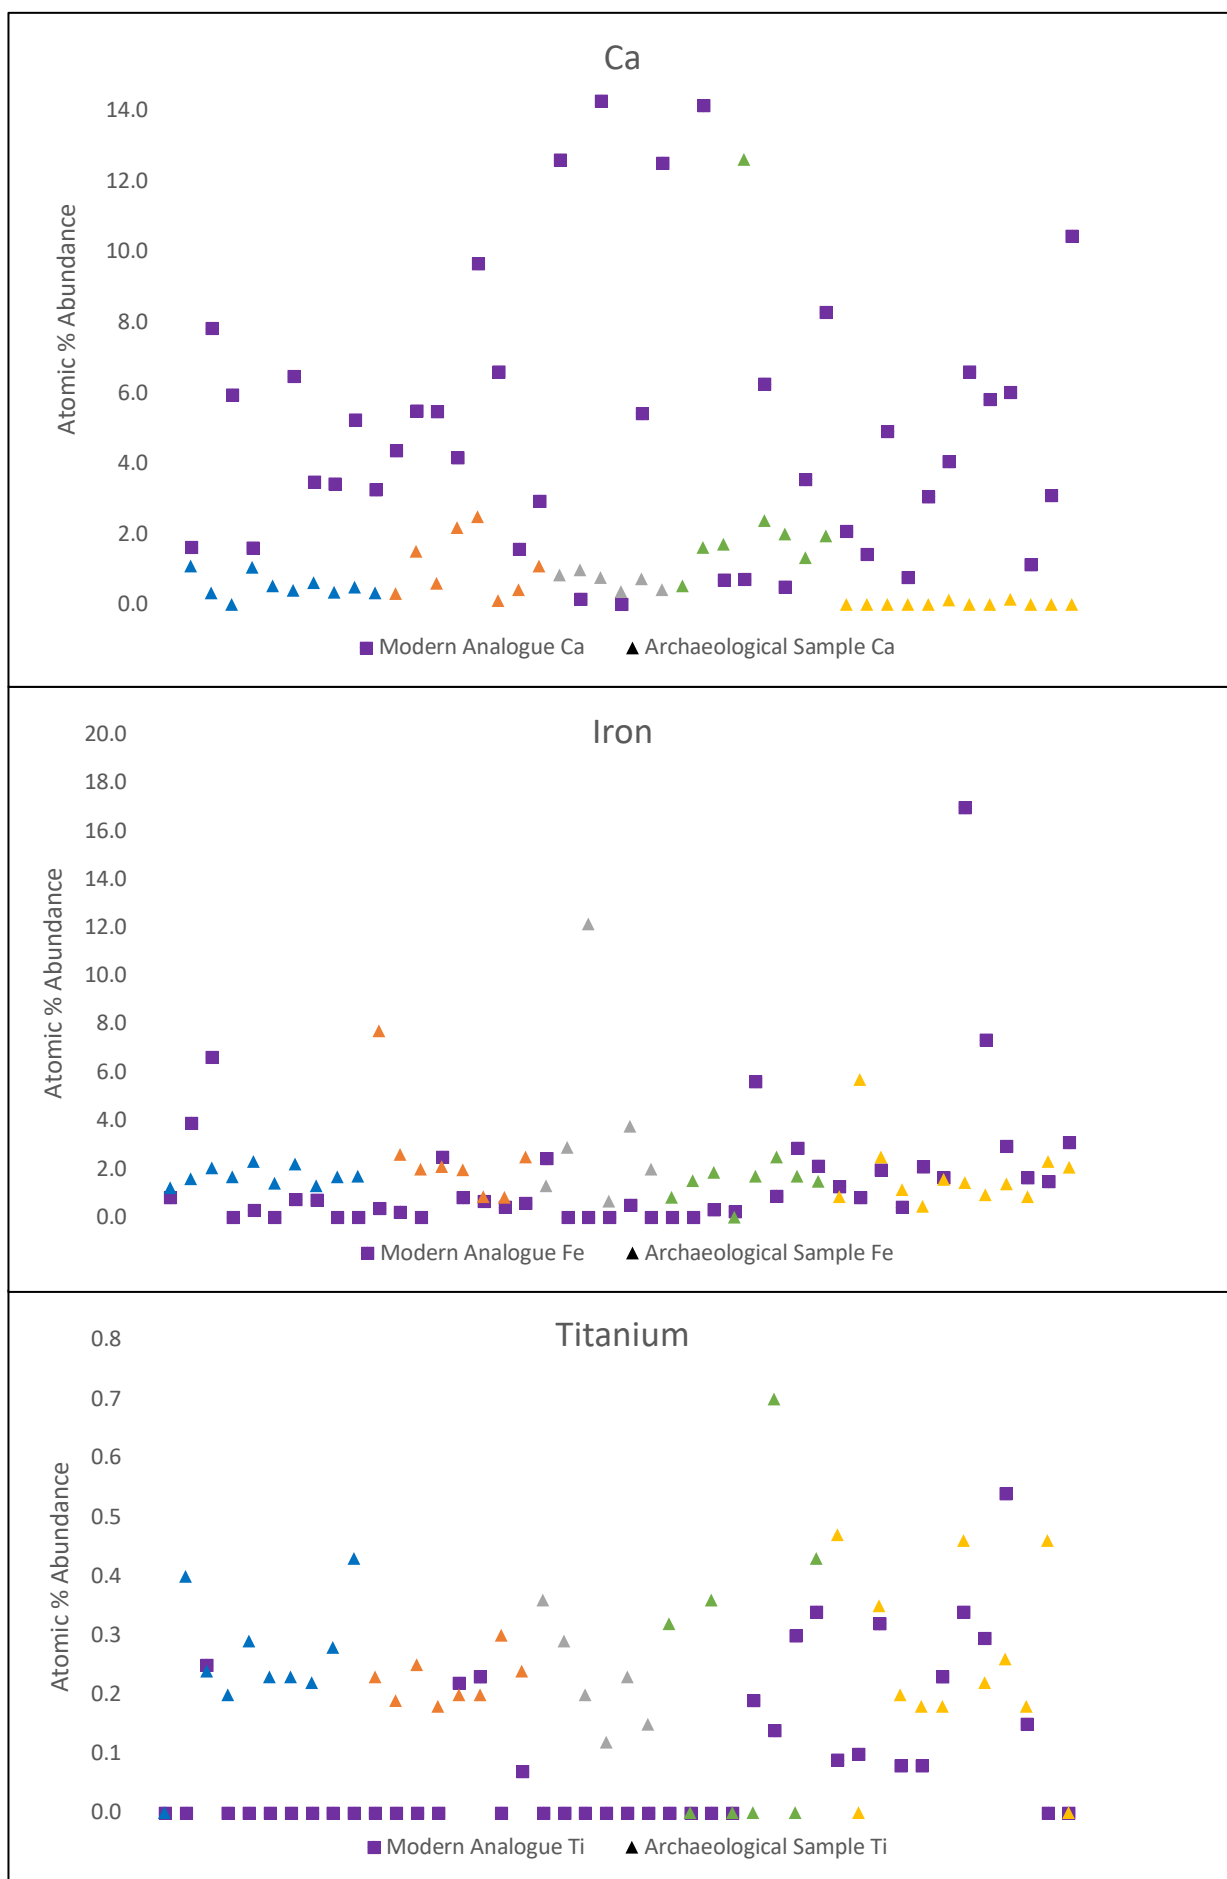 Ca
14.0
12.0
10.0
8.0
6.0
4.0
2.0
0.0
Atomic % Abundance
Modern Analogue Ca
Archaeological Sample Ca
Iron
20.0
18.0
16.0
14.0
12.0
10.0
8.0
6.0
4.0
2.0
0.0
Atomic % Abundance
Modern Analogue Fe
Archaeological Sample Fe
Titanium
0.8
0.7
0.6
0.5
0.4
0.3
0.2
0.1
0.0
Atomic % Abundance
Modern Analogue Ti
Archaeological Sample Ti